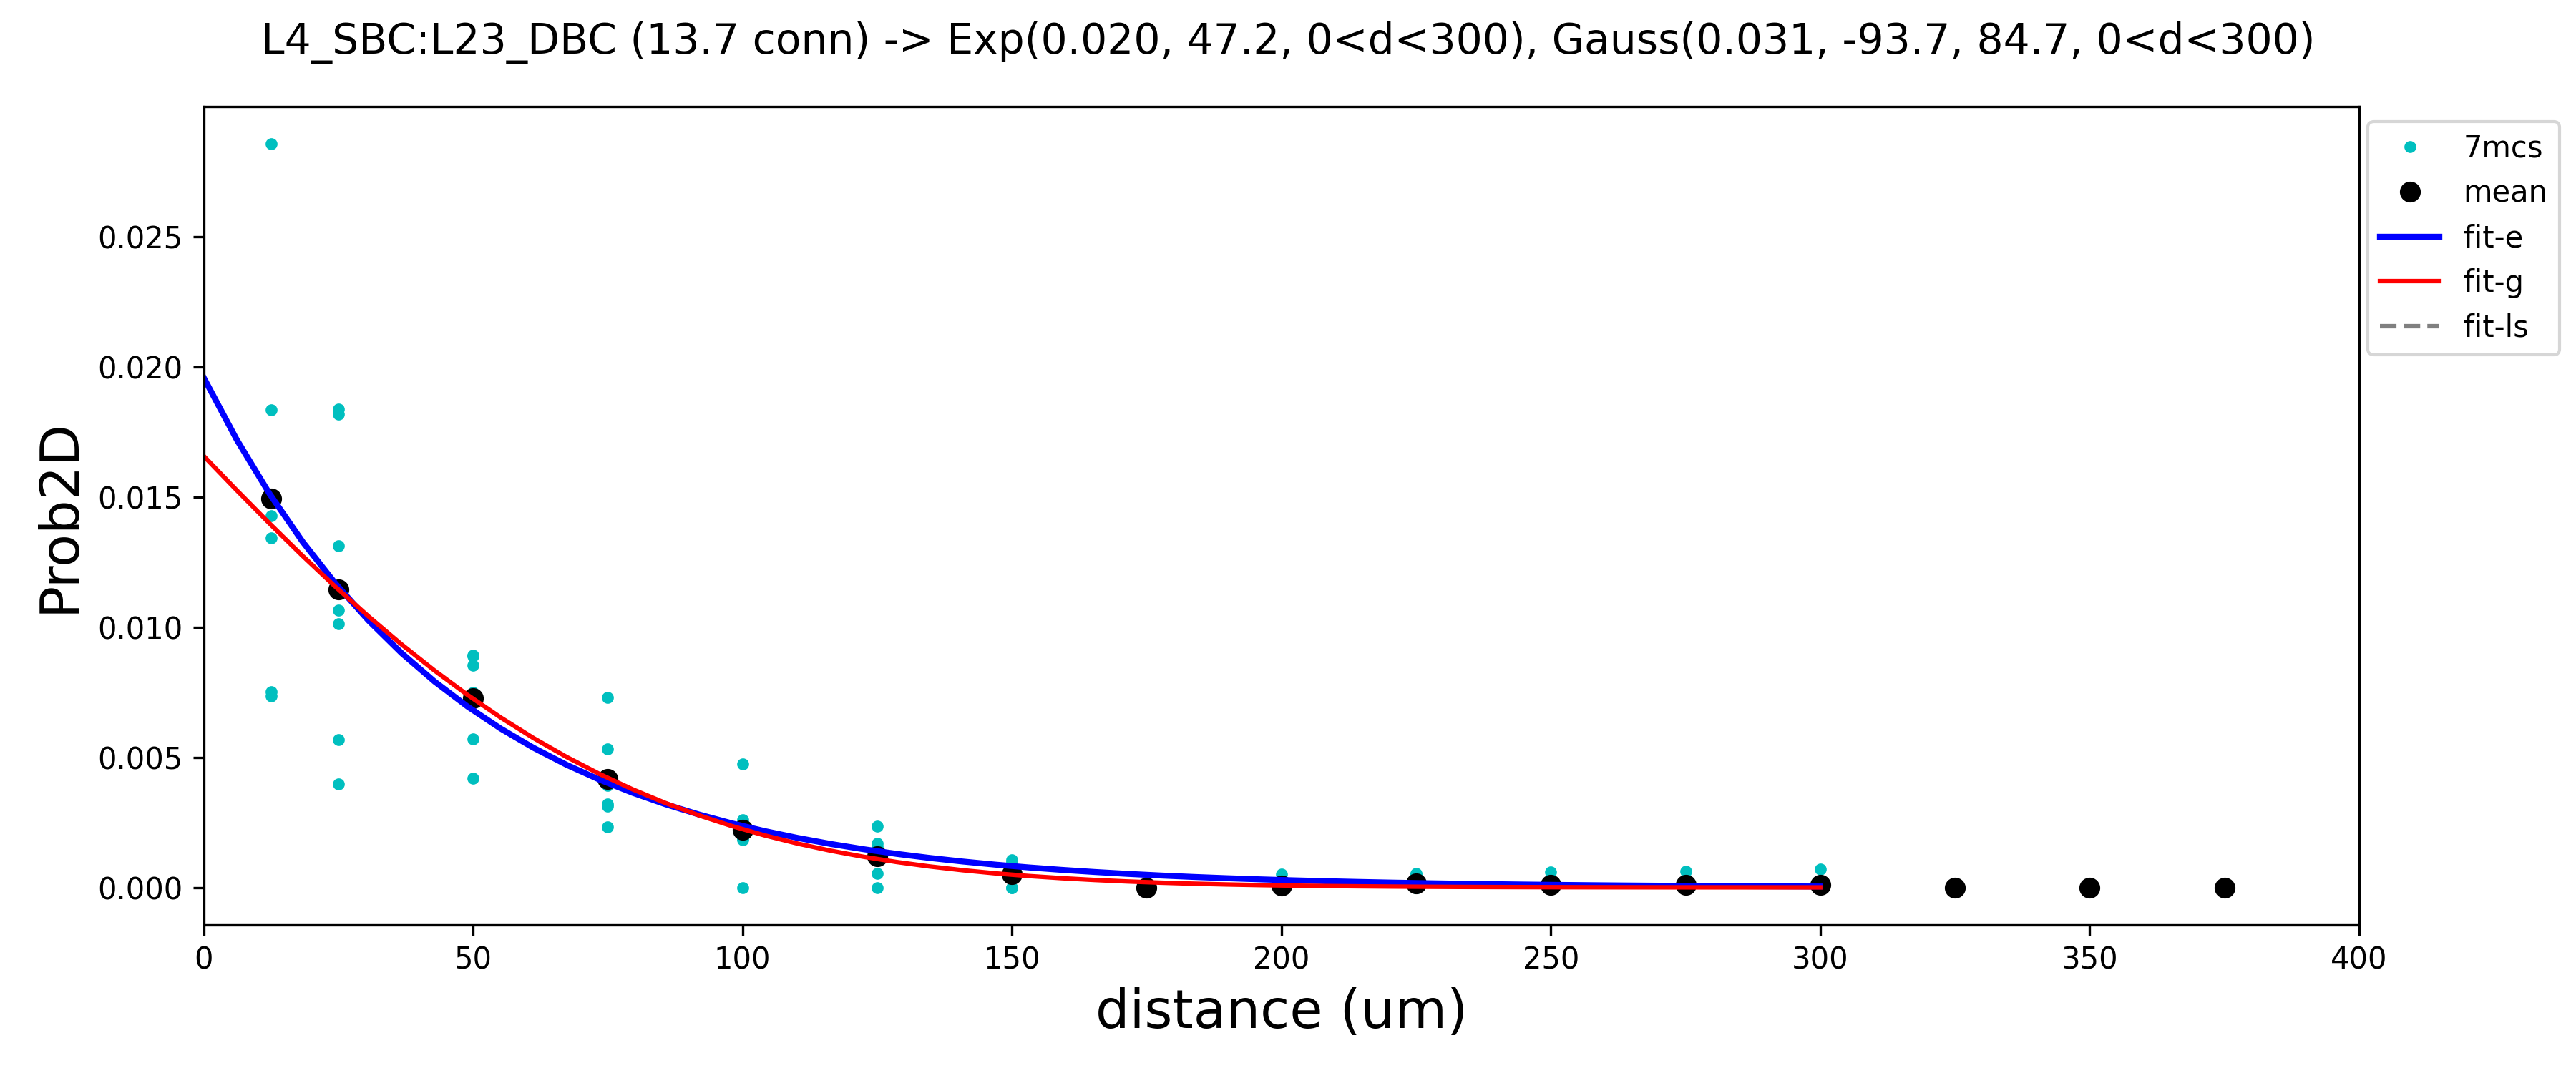 L4_SBC:L23_DBC (13.7 conn) -> Exp(0.020, 47.2, 0<d<300), Gauss(0.031, -93.7, 84.7, 0<d<300)
7mcs
mean
fit-e
fit-g
fit-ls
Prob2D
0.025
0.020
0.015
0.010
0.005
0.000
0 50 100 150 200 250 300 350 400
distance (um)